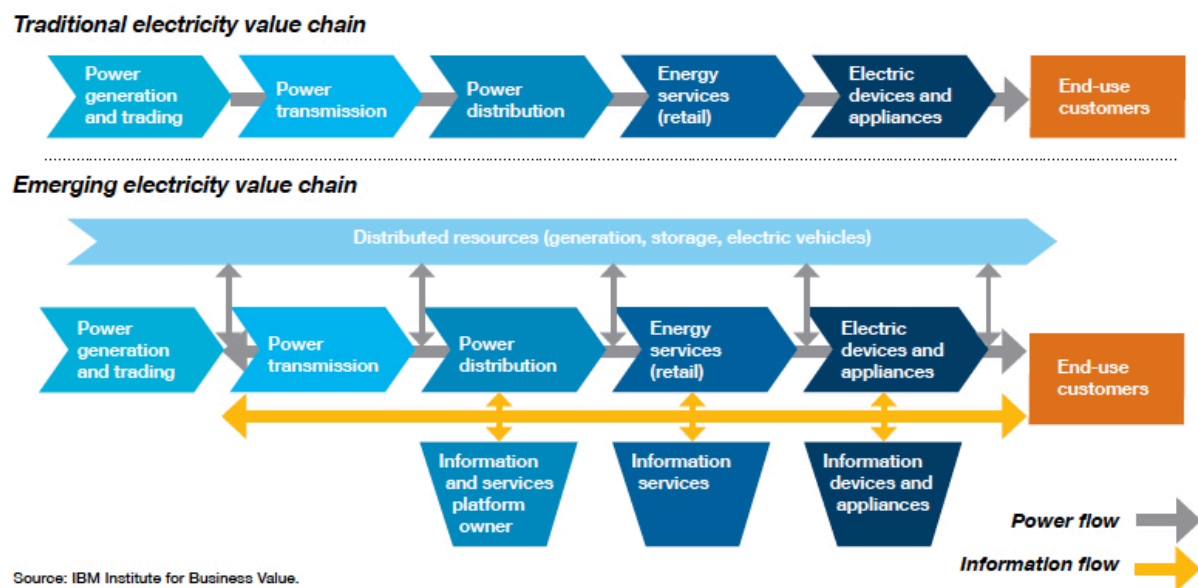 Traditional electricity value chain
Power
generation
and trading
Power
transmission
Power
distribution
Energy
services
(retail)
Electric
devices and
appliances
End-use
customers
Emerging electricity value chain
Distributed resources (generation, storage, electric vehicles)
Power
generation
and trading
Power
transmission
Power
distribution
Energy
services
(retail)
Electric
devices and
appliances
End-use
customers
Information
and services
platform
owner
Information
services
Information
devices and
appliances
Power flow
Information flow
Source: IBM Institute for Business Value.